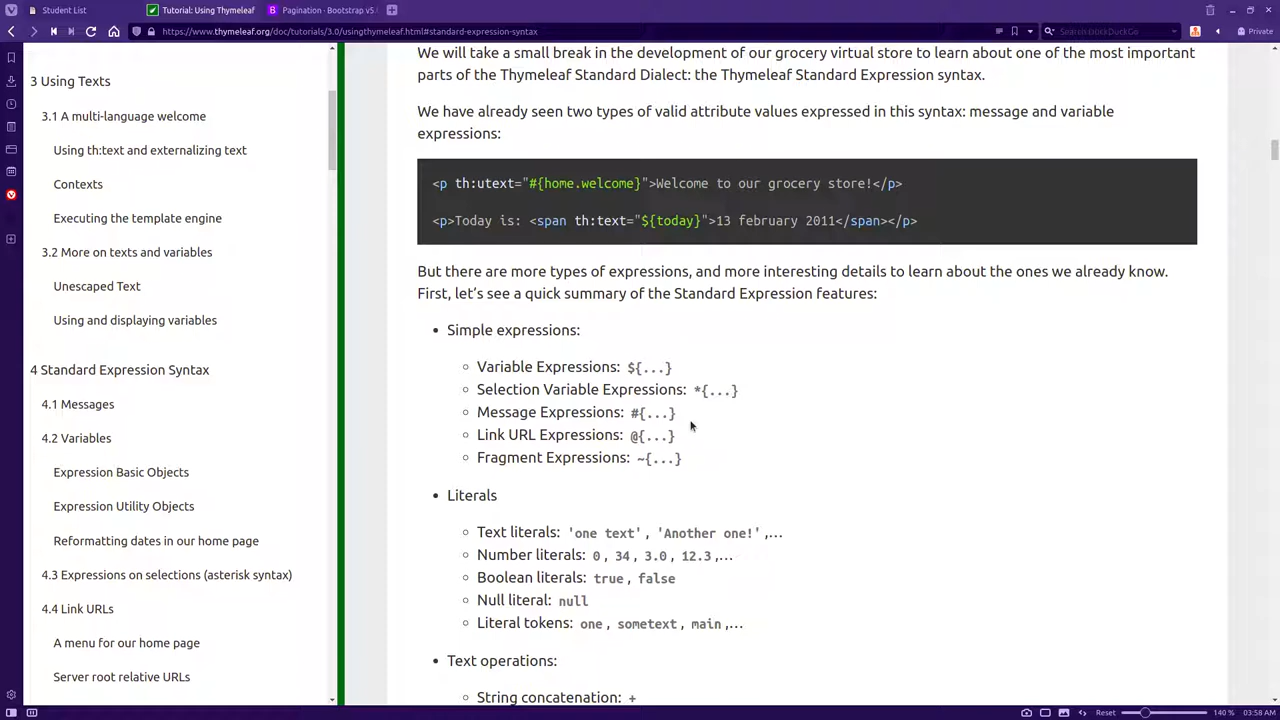 Student List
Tutorial: Using Thymeleaf
Pagination · Bootstrap v5.
https://www.thymeleaf.org/doc/tutorials/3.0/usingthymeleaf.html#standard-expression-syntax
Search DuckDuckGo
Private
3 Using Texts
3.1 A multi-language welcome
Using th:text and externalizing text
Contexts
Executing the template engine
3.2 More on texts and variables
Unescaped Text
Using and displaying variables
4 Standard Expression Syntax
4.1 Messages
4.2 Variables
Expression Basic Objects
Expression Utility Objects
Reformatting dates in our home page
4.3 Expressions on selections (asterisk syntax)
4.4 Link URLs
A menu for our home page
Server root relative URLs
We will take a small break in the development of our grocery virtual store to learn about one of the most important
parts of the Thymeleaf Standard Dialect: the Thymeleaf Standard Expression syntax.
We have already seen two types of valid attribute values expressed in this syntax: message and variable
expressions:
<p th:utext="#{home.welcome}">Welcome to our grocery store!</p>
<p>Today is: <span th:text="${today}">13 february 2011</span></p>
But there are more types of expressions, and more interesting details to learn about the ones we already know.
First, let’s see a quick summary of the Standard Expression features:
• Simple expressions:
Variable Expressions: ${...}
Selection Variable Expressions: *{...}
Message Expressions: #{...}
Link URL Expressions: @{...}
Fragment Expressions: ~{...}
• Literals
Text literals: 'one text', 'Another one!',…
Number literals: 0, 34, 3.0, 12.3,…
Boolean literals: true, false
Null literal: null
Literal tokens: one, sometext, main,…
• Text operations:
String concatenation: +
Reset
140 %
03:58 AM